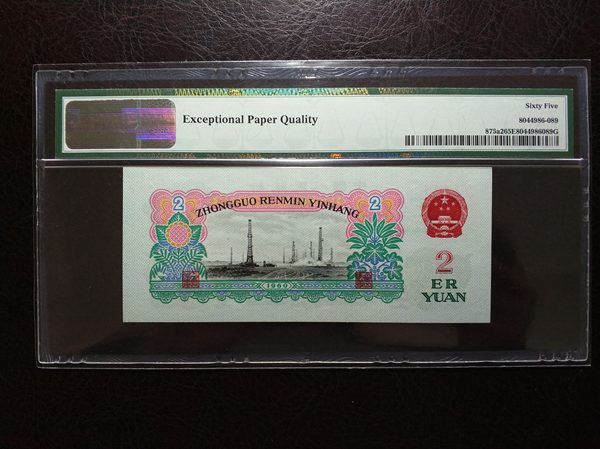 Sixty Five
Exceptional Paper Quality
8044986-089
875a265E8044986089G
2
2
ZHONGGUO RENMIN YINHANG
2
ER
YUAN
1960